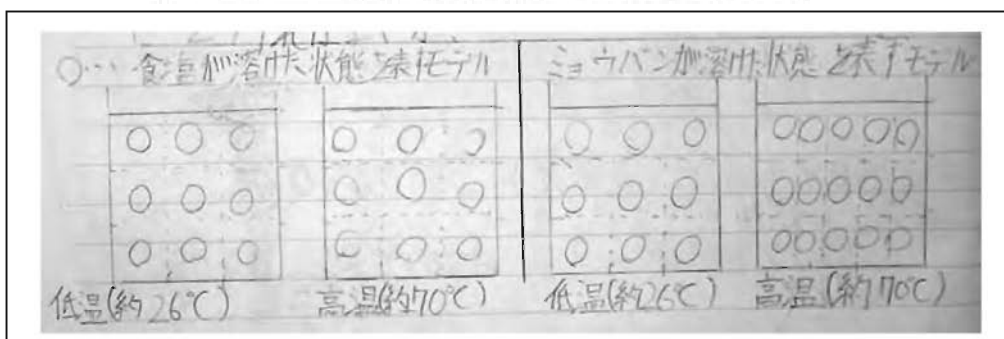 ○… 食塩が溶けた状態を表すモデル
ミョウバンが溶けた状態を表すモデル
低温(約26℃)
高温(約70℃)
低温(約26℃)
高温(約70℃)